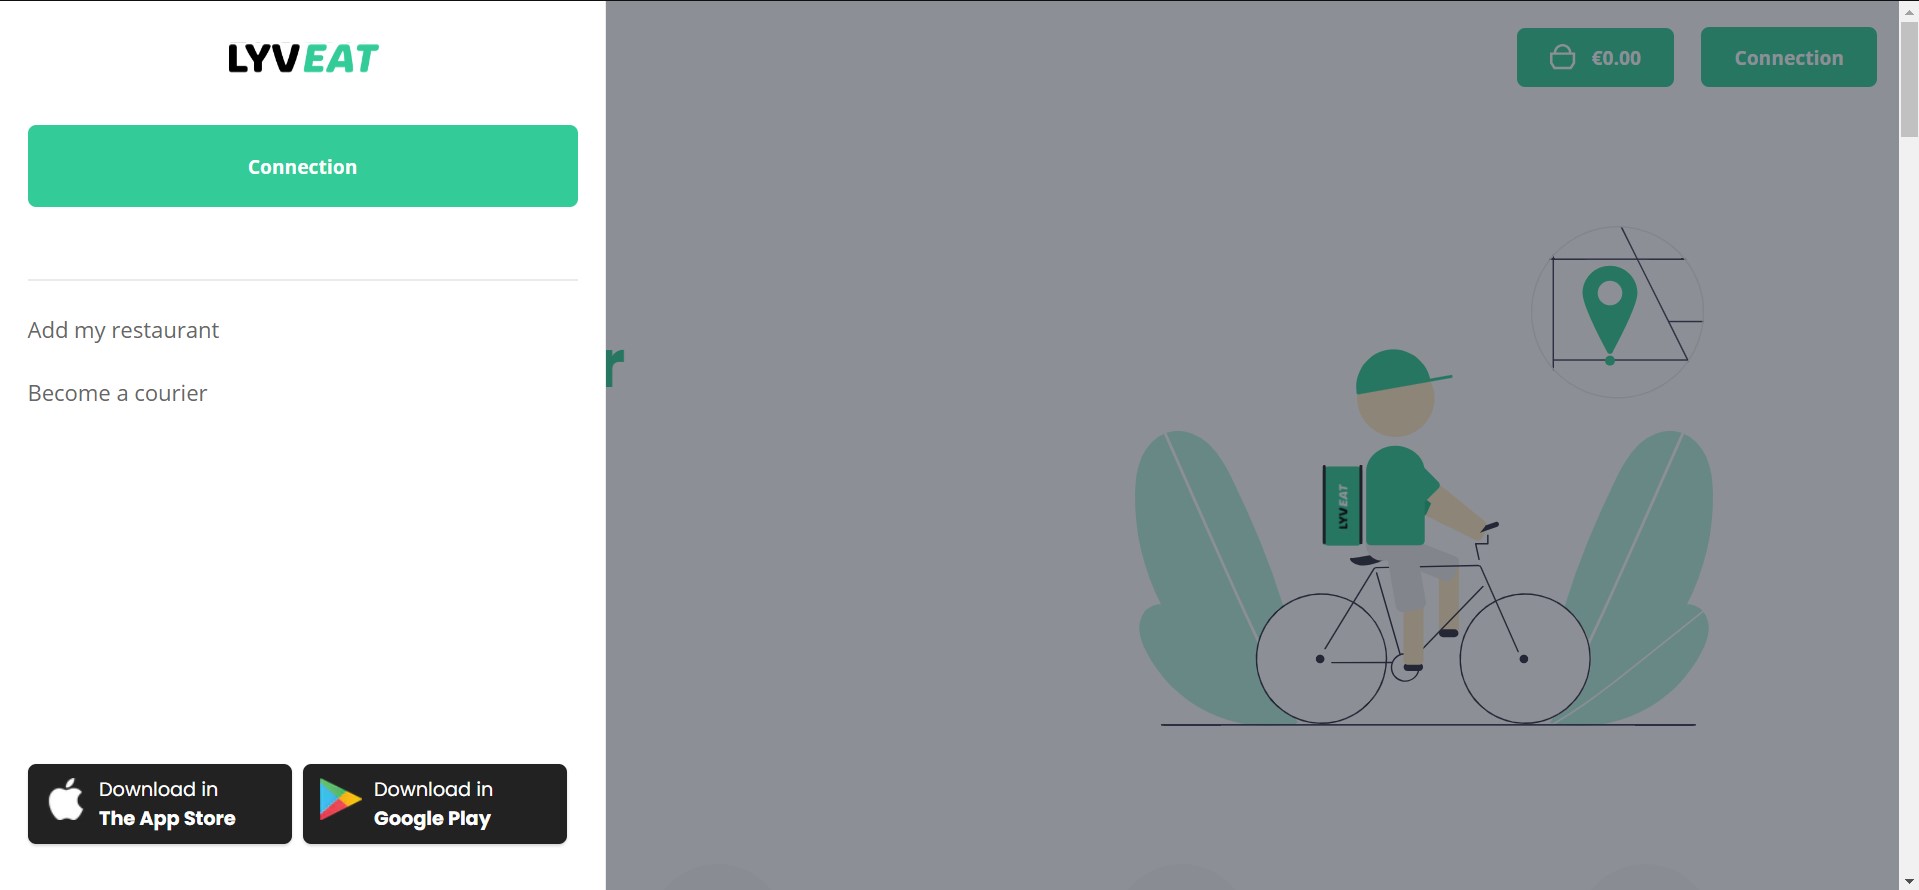 LYVEAT
Connection
Add my restaurant
Become a courier
Download in
The App Store
Download in
Google Play
€0.00
Connection
r
LYVEAT